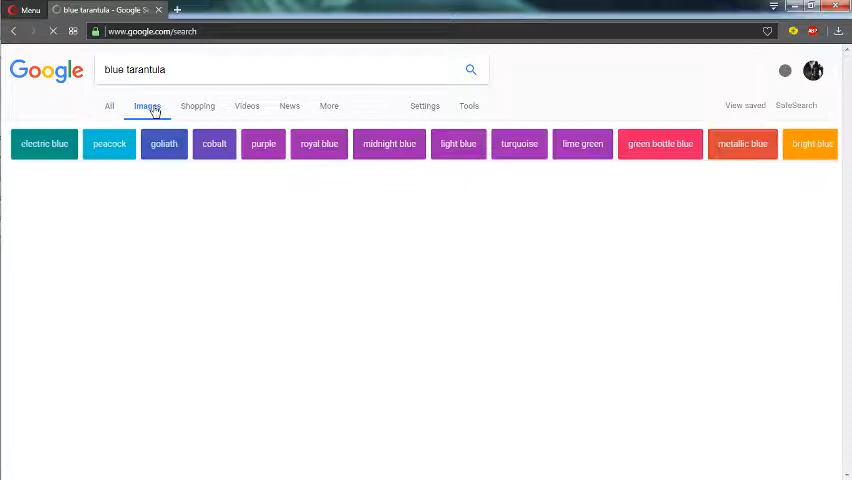 Menu
blue tarantula - Google Se
www.google.com/search
Google
blue tarantula
All Images Shopping Videos News More Settings Tools View saved SafeSearch
electric blue peacock goliath cobalt purple royal blue midnight blue light blue turquoise lime green green bottle blue metallic blue bright blue